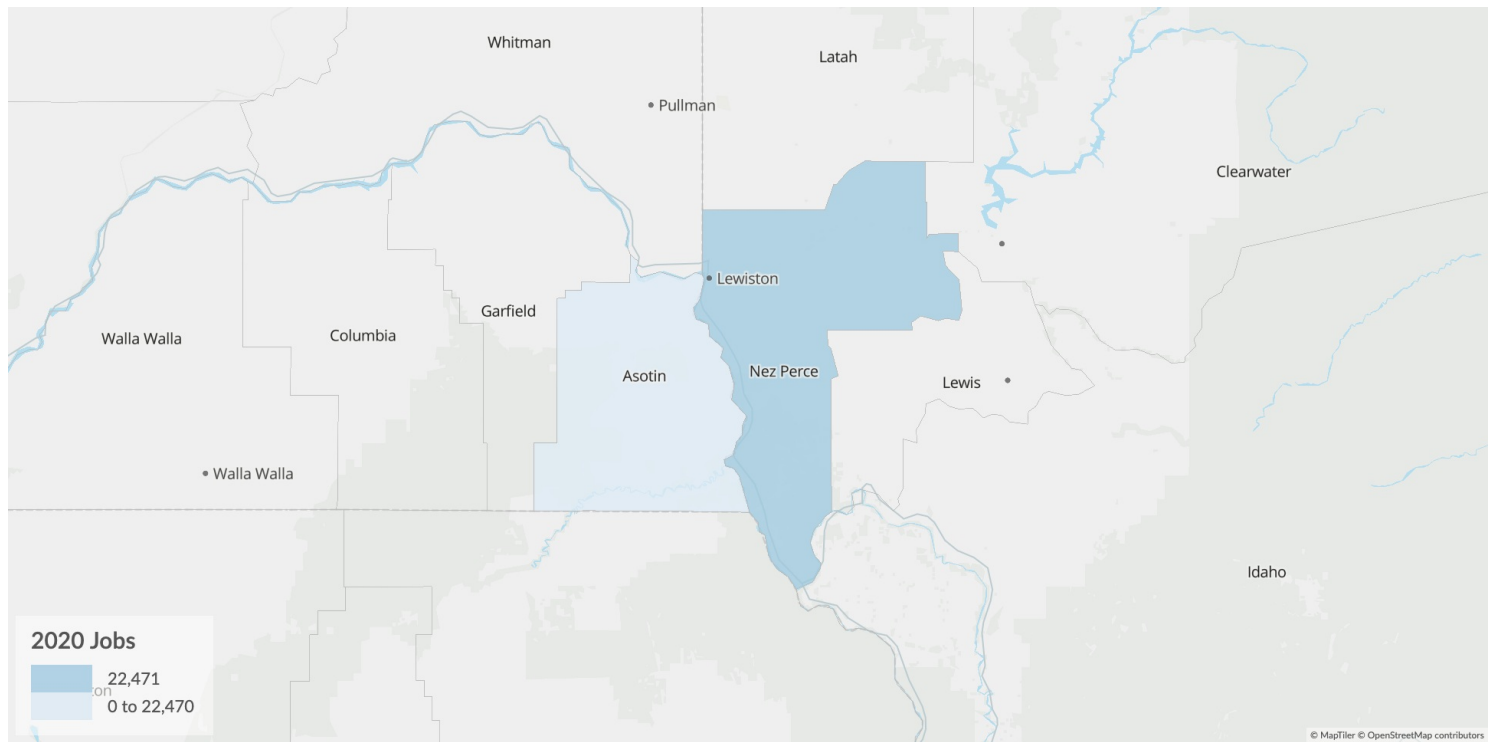 Whitman
Latah
Pullman
Clearwater
Lewiston
Garfield
Walla Walla
Columbia
Asotin
Nez Perce
Lewis
Walla Walla
Idaho
2020 Jobs
22,471
ton
0 to 22,470
© MapTiler © OpenStreetMap contributors